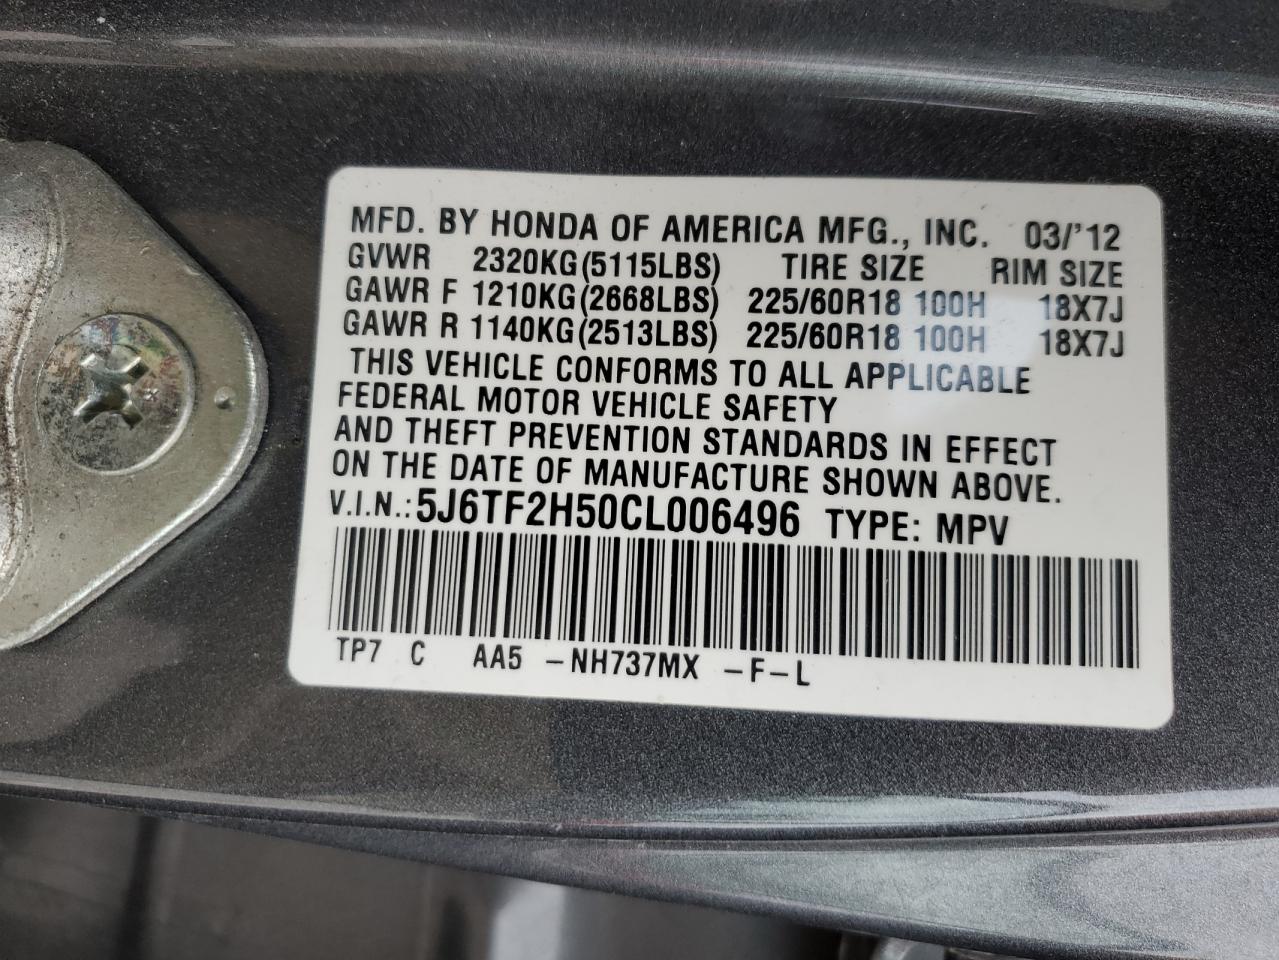 MFD. BY HONDA OF AMERICA MFG., INC. 03/'12
GVWR 2320KG(5115LBS) TIRE SIZE RIM SIZE
GAWR F 1210KG(2668LBS) 225/60R18 100H 18X7J
GAWR R 1140KG(2513LBS) 225/60R18 100H 18X7J
THIS VEHICLE CONFORMS TO ALL APPLICABLE
FEDERAL MOTOR VEHICLE SAFETY
AND THEFT PREVENTION STANDARDS IN EFFECT
ON THE DATE OF MANUFACTURE SHOWN ABOVE.
V.I.N.: 5J6TF2H50CL006496 TYPE: MPV
TP7 C AA5 -NH737MX -F-L